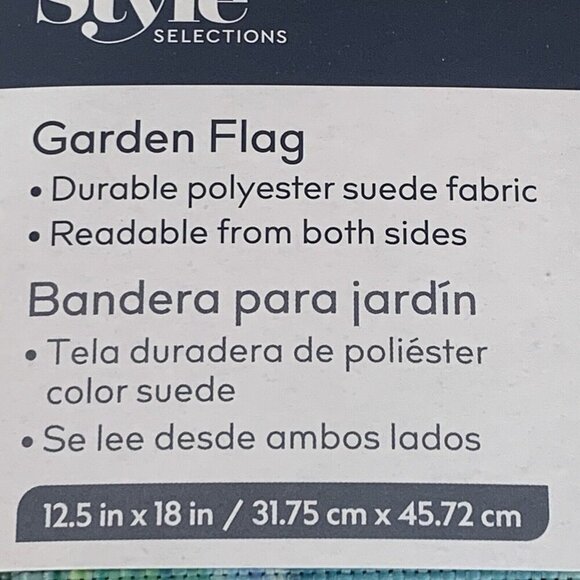 Style
SELECTIONS
Garden Flag
• Durable polyester suede fabric
• Readable from both sides
Bandera para jardín
• Tela duradera de poliéster
color suede
• Se lee desde ambos lados
12.5 in x 18 in / 31.75 cm x 45.72 cm